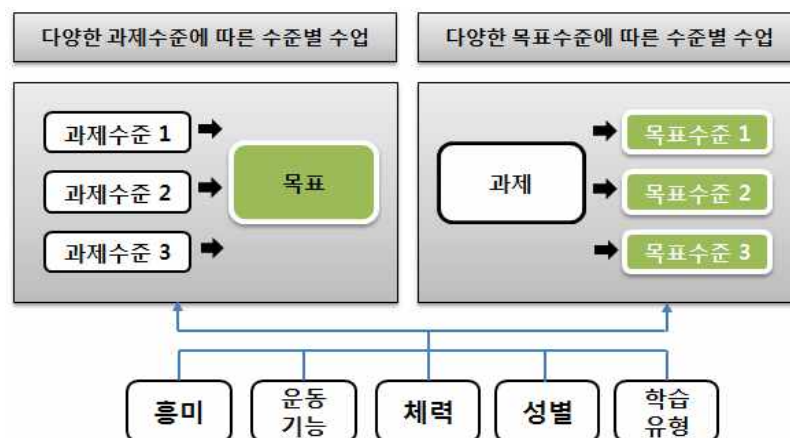 다양한 과제수준에 따른 수준별 수업
다양한 목표수준에 따른 수준별 수업
과제수준 1
과제수준 2
과제수준 3
목표
과제
목표수준 1
목표수준 2
목표수준 3
흥미
운동
기능
체력
성별
학습
유형